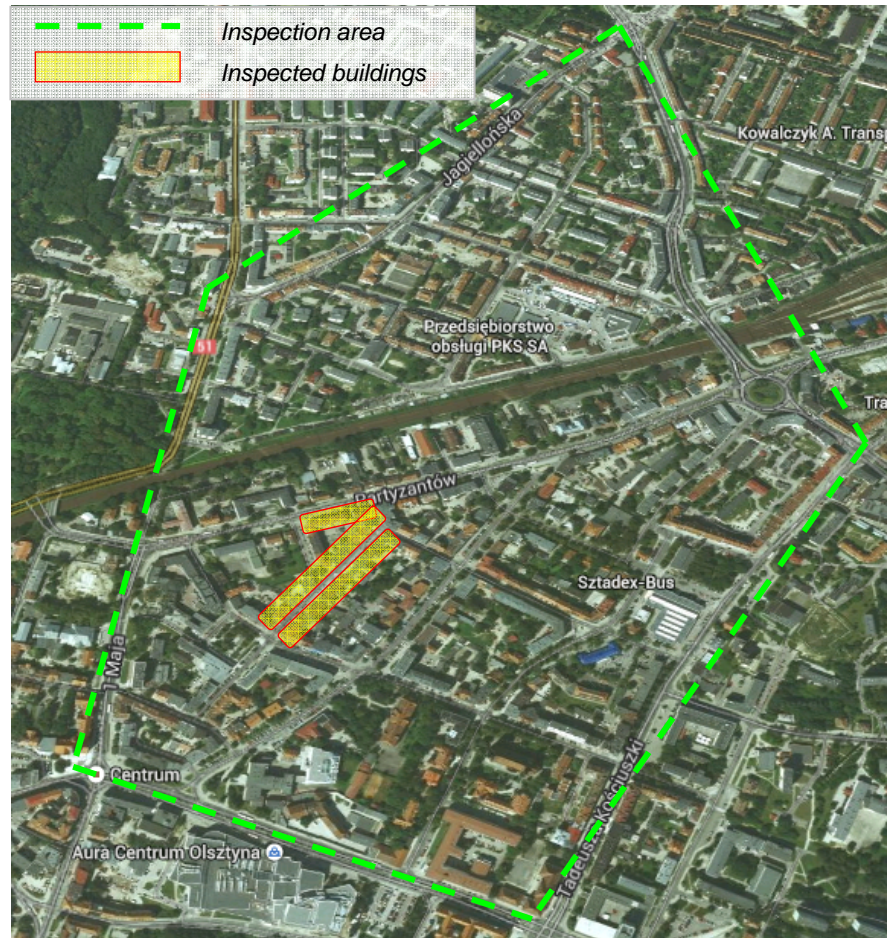 Inspection area
Inspected buildings
Jagiellońska
Kowalczyk A. Transp
51
Przedsiębiorstwo
obsługi PKS SA
Tra
Partyzantów
Sztadex-Bus
1 Maja
Centrum
Tadeusza Kościuszki
Aura Centrum Olsztyna